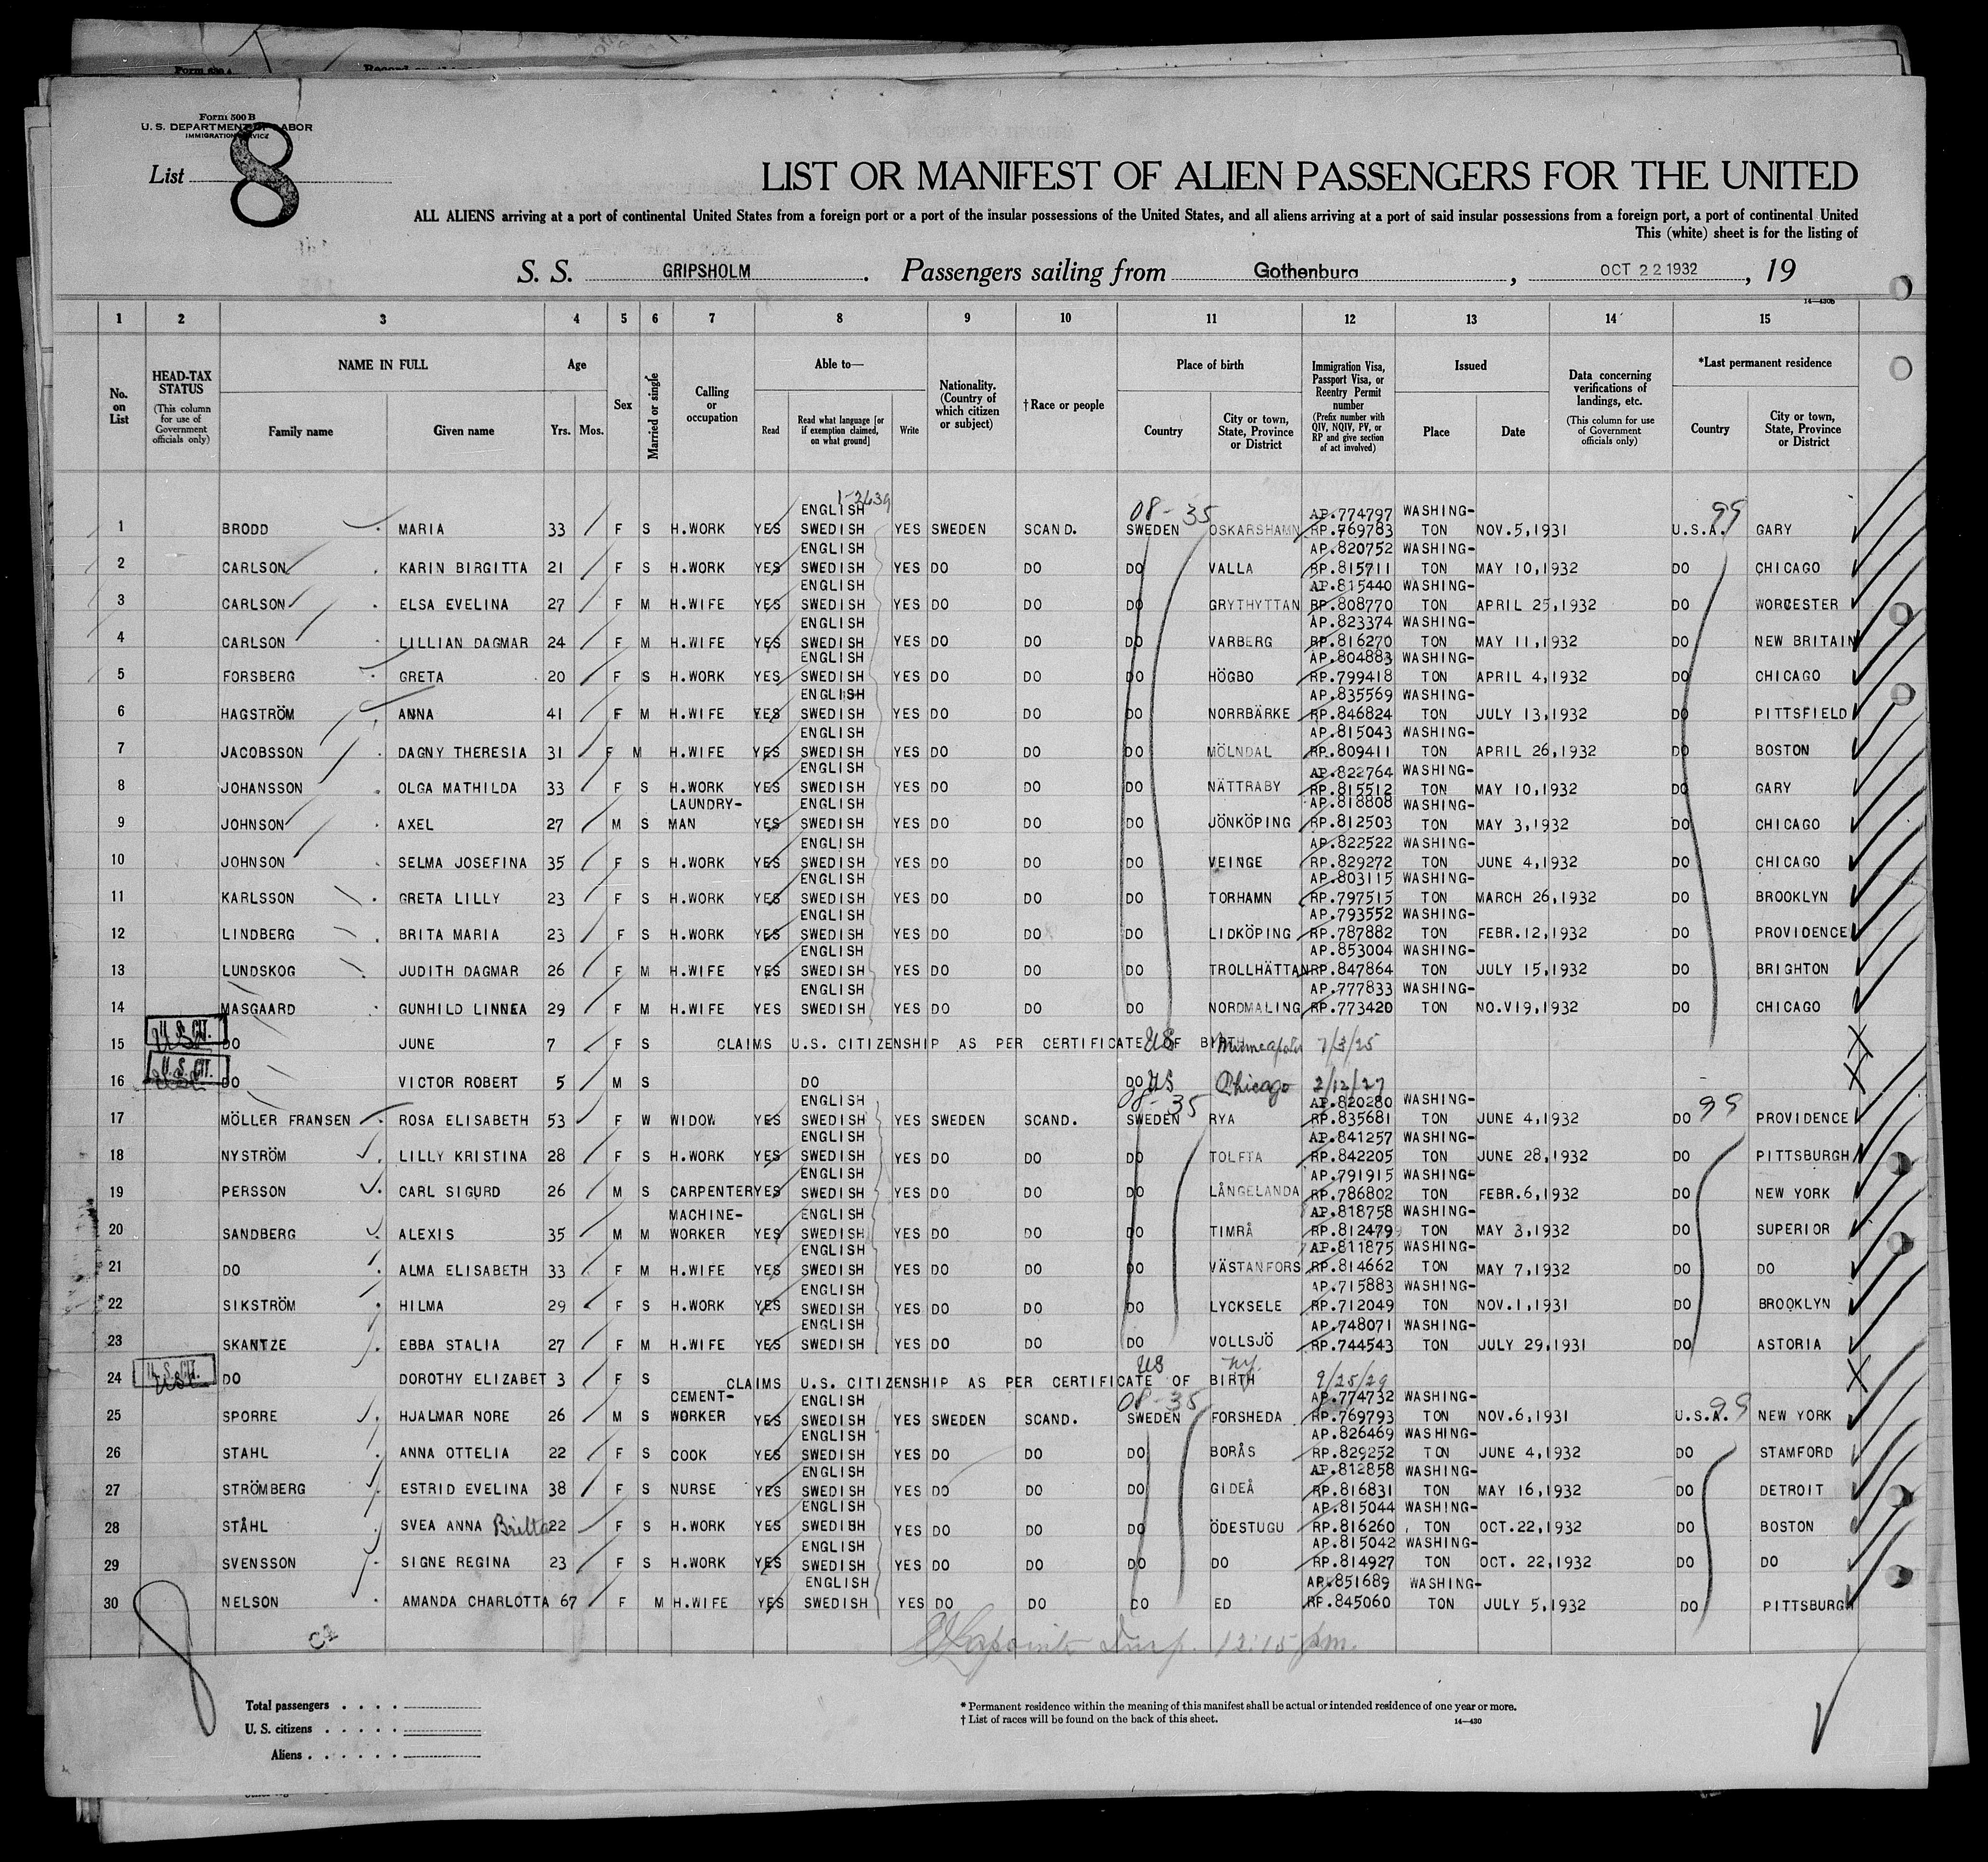 Form 500 B
U. S. DEPARTMENT OF LABOR
IMMIGRATION SERVICE
List 8
LIST OR MANIFEST OF ALIEN PASSENGERS FOR THE UNITED
ALL ALIENS arriving at a port of continental United States from a foreign port or a port of the insular possessions of the United States, and all aliens arriving at a port of said insular possessions from a foreign port, a port of continental United
This (white) sheet is for the listing of
S. S. GRIPSHOLM. Passengers sailing from Gothenburg, OCT 22 1932, 19
14—430B
1 2 3 4 5 6 7 8 9 10 11 12 13 14 15
No. on List
HEAD-TAX STATUS (This column for use of Government officials only)
NAME IN FULL Family name Given name
Age Yrs. Mos.
Sex
Married or single
Calling or occupation
Able to— Read Read what language [or if exemption claimed, on what ground] Write
Nationality. (Country of which citizen or subject)
†Race or people
Place of birth Country City or town, State, Province or District
Immigration Visa, Passport Visa, or Reentry Permit number (Prefix number with QIV, NQIV, PV, or RP and give section of act involved)
Issued Place Date
Data concerning verifications of landings, etc. (This column for use of Government officials only)
*Last permanent residence Country City or town, State, Province or District
1-2639
08-35 99
ENGLISH AP.774797 WASHING-
1 BRODD MARIA 33 F S H.WORK YES SWEDISH YES SWEDEN SCAND. SWEDEN OSKARSHAMN RP.769783 TON NOV.5,1931 U.S.A. GARY
ENGLISH AP.820752 WASHING-
2 CARLSON KARIN BIRGITTA 21 F S H.WORK YES SWEDISH YES DO DO DO VALLA RP.815711 TON MAY 10,1932 DO CHICAGO
ENGLISH AP.815440 WASHING-
3 CARLSON ELSA EVELINA 27 F M H.WIFE YES SWEDISH YES DO DO DO GRYTHYTTAN RP.808770 TON APRIL 25,1932 DO WORCESTER
ENGLISH AP.823374 WASHING-
4 CARLSON LILLIAN DAGMAR 24 F M H.WIFE YES SWEDISH YES DO DO DO VARBERG RP.816270 TON MAY 11,1932 DO NEW BRITAIN
ENGLISH AP.804883 WASHING-
5 FORSBERG GRETA 20 F S H.WORK YES SWEDISH YES DO DO DO HÖGBO RP.799418 TON APRIL 4,1932 DO CHICAGO
ENGLISH AP.835569 WASHING-
6 HAGSTRÖM ANNA 41 F M H.WIFE YES SWEDISH YES DO DO DO NORRBÄRKE RP.846824 TON JULY 13,1932 DO PITTSFIELD
ENGLISH AP.815043 WASHING-
7 JACOBSSON DAGNY THERESIA 31 F M H.WIFE YES SWEDISH YES DO DO DO MÖLNDAL RP.809411 TON APRIL 26,1932 DO BOSTON
ENGLISH AP.822764 WASHING-
8 JOHANSSON OLGA MATHILDA 33 F S H.WORK YES SWEDISH YES DO DO DO NÄTTRABY RP.815512 TON MAY 10,1932 DO GARY
LAUNDRY- ENGLISH AP.818808 WASHING-
9 JOHNSON AXEL 27 M S MAN YES SWEDISH YES DO DO DO JÖNKÖPING RP.812503 TON MAY 3,1932 DO CHICAGO
ENGLISH AP.822522 WASHING-
10 JOHNSON SELMA JOSEFINA 35 F S H.WORK YES SWEDISH YES DO DO DO VEINGE RP.829272 TON JUNE 4,1932 DO CHICAGO
ENGLISH AP.803115 WASHING-
11 KARLSSON GRETA LILLY 23 F S H.WORK YES SWEDISH YES DO DO DO TORHAMN RP.797515 TON MARCH 26,1932 DO BROOKLYN
ENGLISH AP.793552 WASHING-
12 LINDBERG BRITA MARIA 23 F S H.WORK YES SWEDISH YES DO DO DO LIDKÖPING RP.787882 TON FEBR.12,1932 DO PROVIDENCE
ENGLISH AP.853004 WASHING-
13 LUNDSKOG JUDITH DAGMAR 26 F M H.WIFE YES SWEDISH YES DO DO DO TROLLHÄTTAN RP.847864 TON JULY 15,1932 DO BRIGHTON
ENGLISH AP.777833 WASHING-
14 MASGAARD GUNHILD LINNEA 29 F M H.WIFE YES SWEDISH YES DO DO DO NORDMALING RP.773420 TON NO.V19,1932 DO CHICAGO
15 U.S. CIT. DO JUNE 7 F S CLAIMS U.S. CITIZENSHIP AS PER CERTIFICATE OF BIRTH US Minneapolis 7/3/25
16 U.S. CIT. DO VICTOR ROBERT 5 M S DO DO US Chicago 2/12/27
08-35 99
ENGLISH AP.820280 WASHING-
17 MÖLLER FRANSEN ROSA ELISABETH 53 F W WIDOW YES SWEDISH YES SWEDEN SCAND. SWEDEN RYA RP.835681 TON JUNE 4,1932 DO PROVIDENCE
ENGLISH AP.841257 WASHING-
18 NYSTRÖM LILLY KRISTINA 28 F S H.WORK YES SWEDISH YES DO DO DO TOLFTA RP.842205 TON JUNE 28,1932 DO PITTSBURGH
ENGLISH AP.791915 WASHING-
19 PERSSON CARL SIGURD 26 M S CARPENTER YES SWEDISH YES DO DO DO LÅNGELANDA RP.786802 TON FEBR.6,1932 DO NEW YORK
MACHINE- ENGLISH AP.818758 WASHING-
20 SANDBERG ALEXIS 35 M M WORKER YES SWEDISH YES DO DO DO TIMRÅ RP.812479 TON MAY 3,1932 DO SUPERIOR
ENGLISH AP.811875 WASHING-
21 DO ALMA ELISABETH 33 F M H.WIFE YES SWEDISH YES DO DO DO VÄSTANFORS RP.814662 TON MAY 7,1932 DO DO
ENGLISH AP.715883 WASHING-
22 SIKSTRÖM HILMA 29 F S H.WORK YES SWEDISH YES DO DO DO LYCKSELE RP.712049 TON NOV.1,1931 DO BROOKLYN
ENGLISH AP.748071 WASHING-
23 SKANTZE EBBA STALIA 27 F M H.WIFE YES SWEDISH YES DO DO DO VOLLSJÖ RP.744543 TON JULY 29,1931 DO ASTORIA
24 U.S. CIT. DO DOROTHY ELIZABET 3 F S CLAIMS U.S. CITIZENSHIP AS PER CERTIFICATE OF BIRTH US NY. 9/25/29
08-35 99
CEMENT- ENGLISH AP.774732 WASHING-
25 SPORRE HJALMAR NORE 26 M S WORKER YES SWEDISH YES SWEDEN SCAND. SWEDEN FORSHEDA RP.769793 TON NOV.6,1931 U.S.A. NEW YORK
ENGLISH AP.826469 WASHING-
26 STAHL ANNA OTTELIA 22 F S COOK YES SWEDISH YES DO DO DO BORÅS RP.829252 TON JUNE 4,1932 DO STAMFORD
ENGLISH AP.812858 WASHING-
27 STRÖMBERG ESTRID EVELINA 38 F S NURSE YES SWEDISH YES DO DO DO GIDEÅ RP.816831 TON MAY 16,1932 DO DETROIT
ENGLISH AP.815044 WASHING-
28 STÅHL SVEA ANNA Britta 22 F S H.WORK YES SWEDISH YES DO DO DO ÖDESTUGU RP.816260 TON OCT.22,1932 DO BOSTON
ENGLISH AP.815042 WASHING-
29 SVENSSON SIGNE REGINA 23 F S H.WORK YES SWEDISH YES DO DO DO DO RP.814927 TON OCT. 22,1932 DO DO
ENGLISH AP.851689 WASHING-
30 NELSON AMANDA CHARLOTTA 67 F M H.WIFE YES SWEDISH YES DO DO DO ED RP.845060 TON JULY 5,1932 DO PITTSBURGH
Insp. 12:15 pm.
Total passengers
U. S. citizens
Aliens
* Permanent residence within the meaning of this manifest shall be actual or intended residence of one year or more.
† List of races will be found on the back of this sheet.
14—430